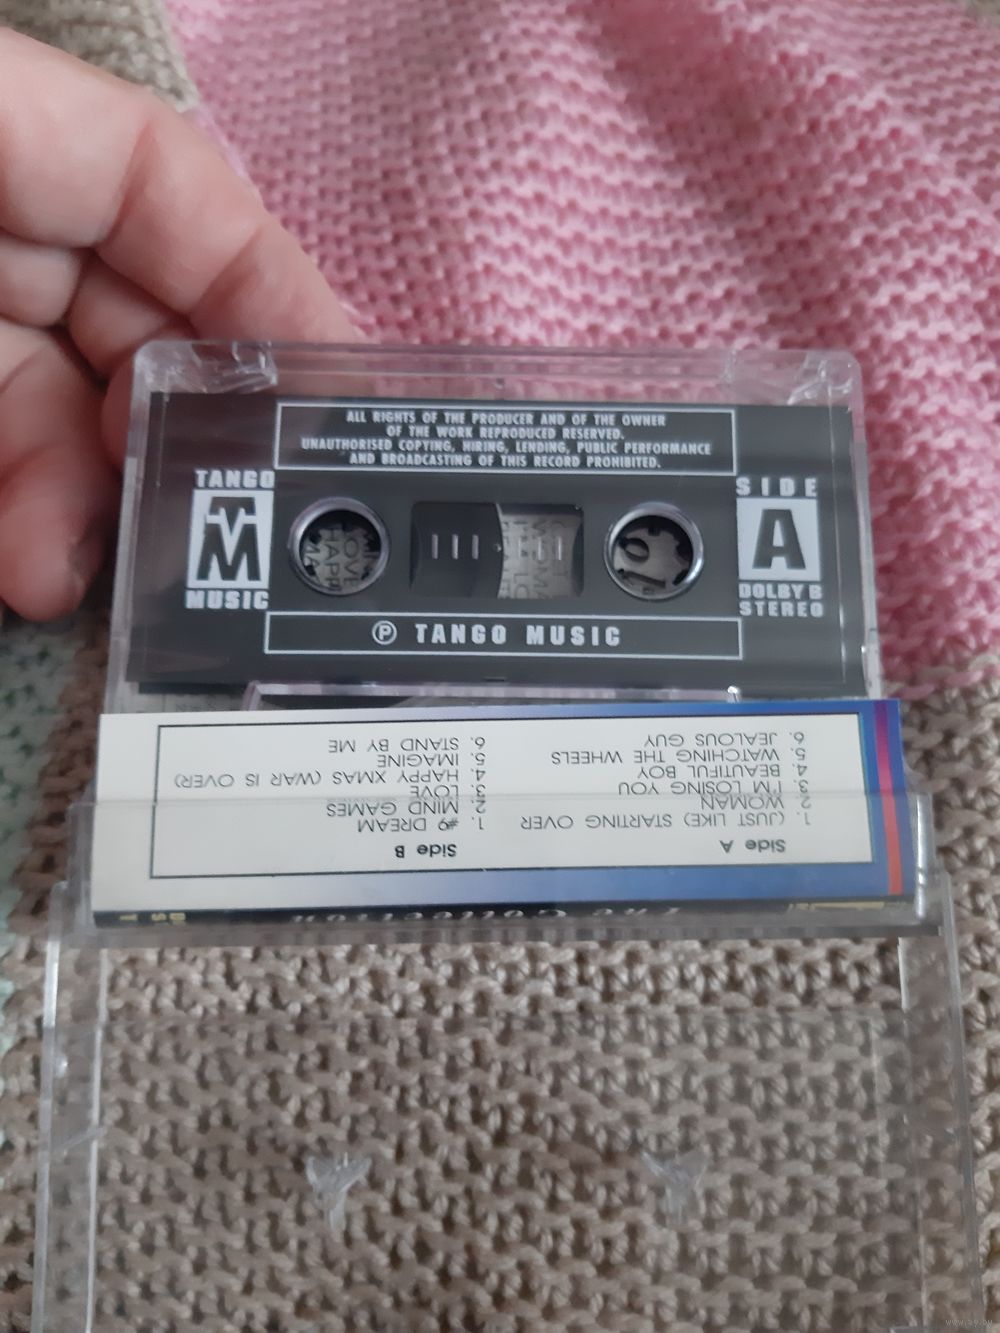 ALL RIGHTS OF THE PRODUCER AND OF THE OWNER
OF THE WORK REPRODUCED RESERVED.
UNAUTHORISED COPYING, HIRING, LENDING, PUBLIC PERFORMANCE
AND BROADCASTING OF THIS RECORD PROHIBITED.
TANGO
TM
MUSIC
SIDE
A
DOLBY B
STEREO
Ⓟ TANGO MUSIC
Side A
1. (JUST LIKE) STARTING OVER
2. WOMAN
3. I'M LOSING YOU
4. BEAUTIFUL BOY
5. WATCHING THE WHEELS
6. JEALOUS GUY
Side B
1. #9 DREAM
2. MIND GAMES
3. LOVE
4. HAPPY XMAS (WAR IS OVER)
5. IMAGINE
6. STAND BY ME
The Collection